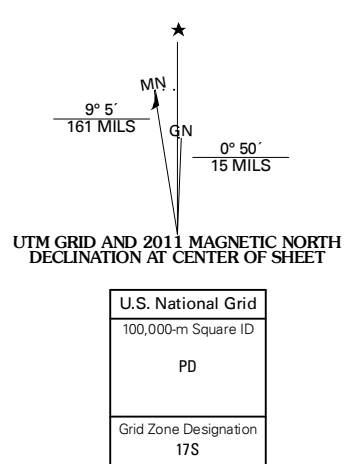 MN
9° 5´
161 MILS
GN
0° 50´
15 MILS
UTM GRID AND 2011 MAGNETIC NORTH
DECLINATION AT CENTER OF SHEET
U.S. National Grid
100,000-m Square ID
PD
Grid Zone Designation
17S